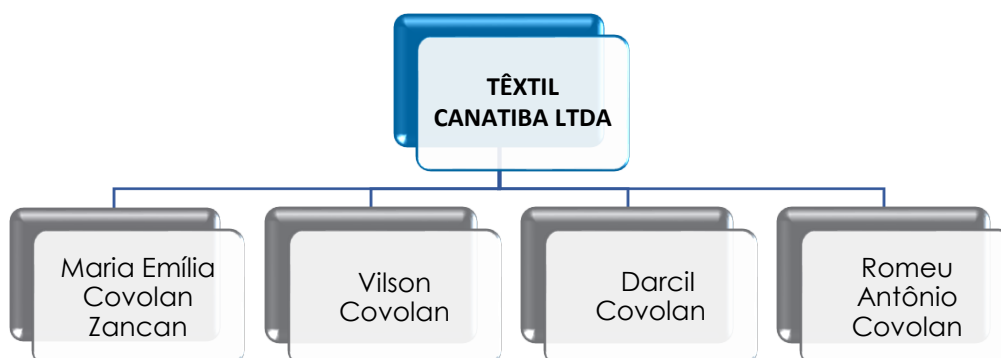 TÊXTIL
CANATIBA LTDA
Maria Emília
Covolan
Zancan
Vilson
Covolan
Darcil
Covolan
Romeu
Antônio
Covolan